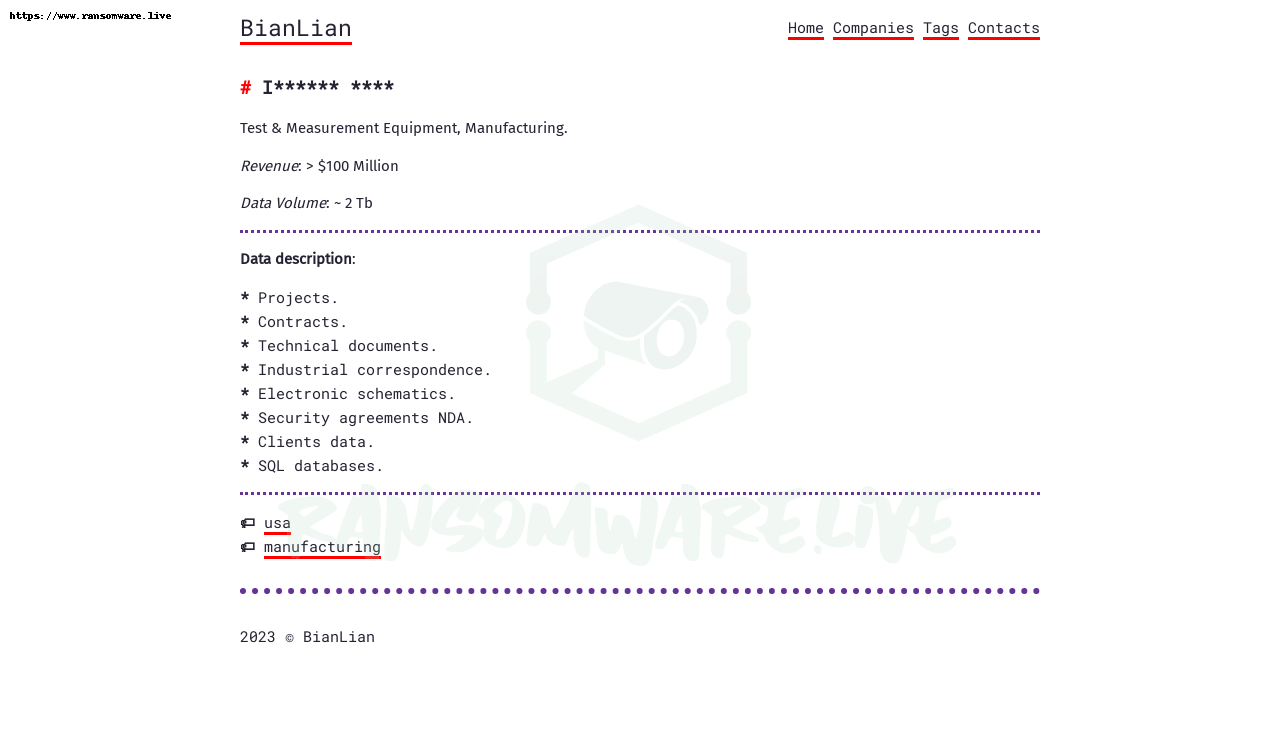 https://www.ransomware.live
BianLian
Home Companies Tags Contacts
# I****** ****
Test & Measurement Equipment, Manufacturing.
Revenue: > $100 Million
Data Volume: ~ 2 Tb
Data description:
* Projects.
* Contracts.
* Technical documents.
* Industrial correspondence.
* Electronic schematics.
* Security agreements NDA.
* Clients data.
* SQL databases.
RANSOMWARE.LIVE
usa
manufacturing
2023 © BianLian